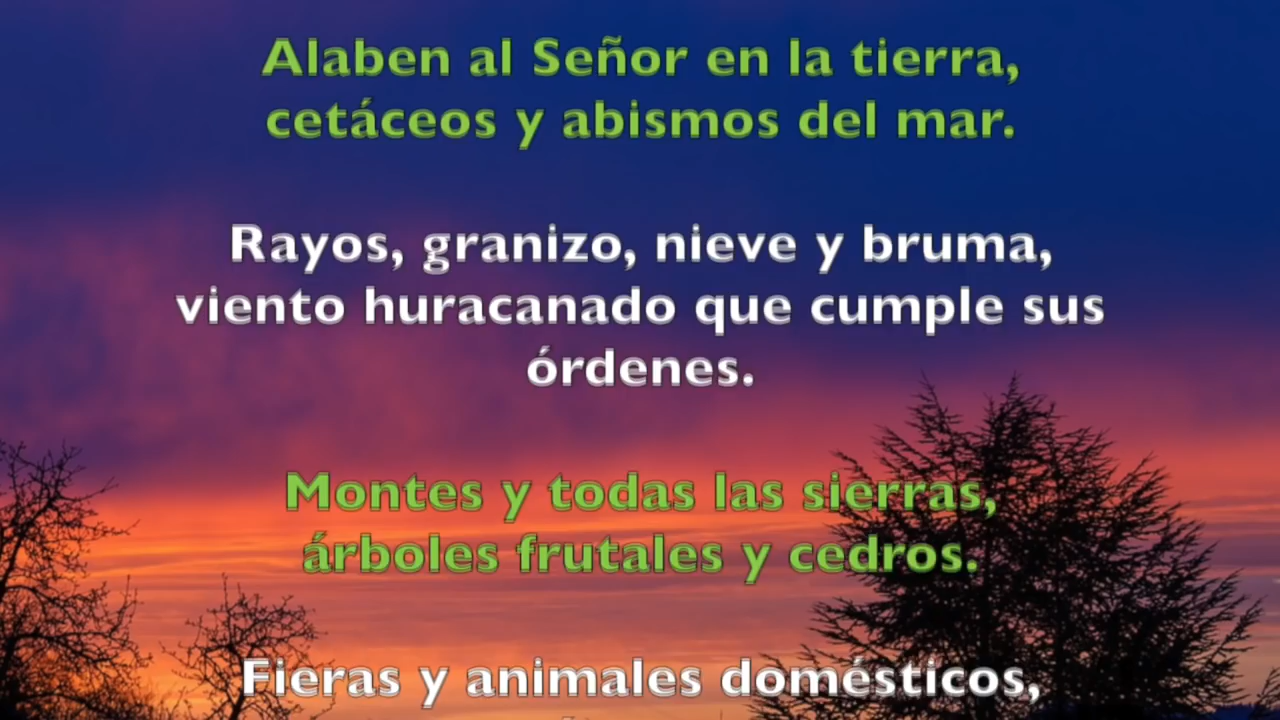 Alaben al Señor en la tierra,
cetáceos y abismos del mar.
Rayos, granizo, nieve y bruma,
viento huracanado que cumple sus
órdenes.
Montes y todas las sierras,
árboles frutales y cedros.
Fieras y animales domésticos,